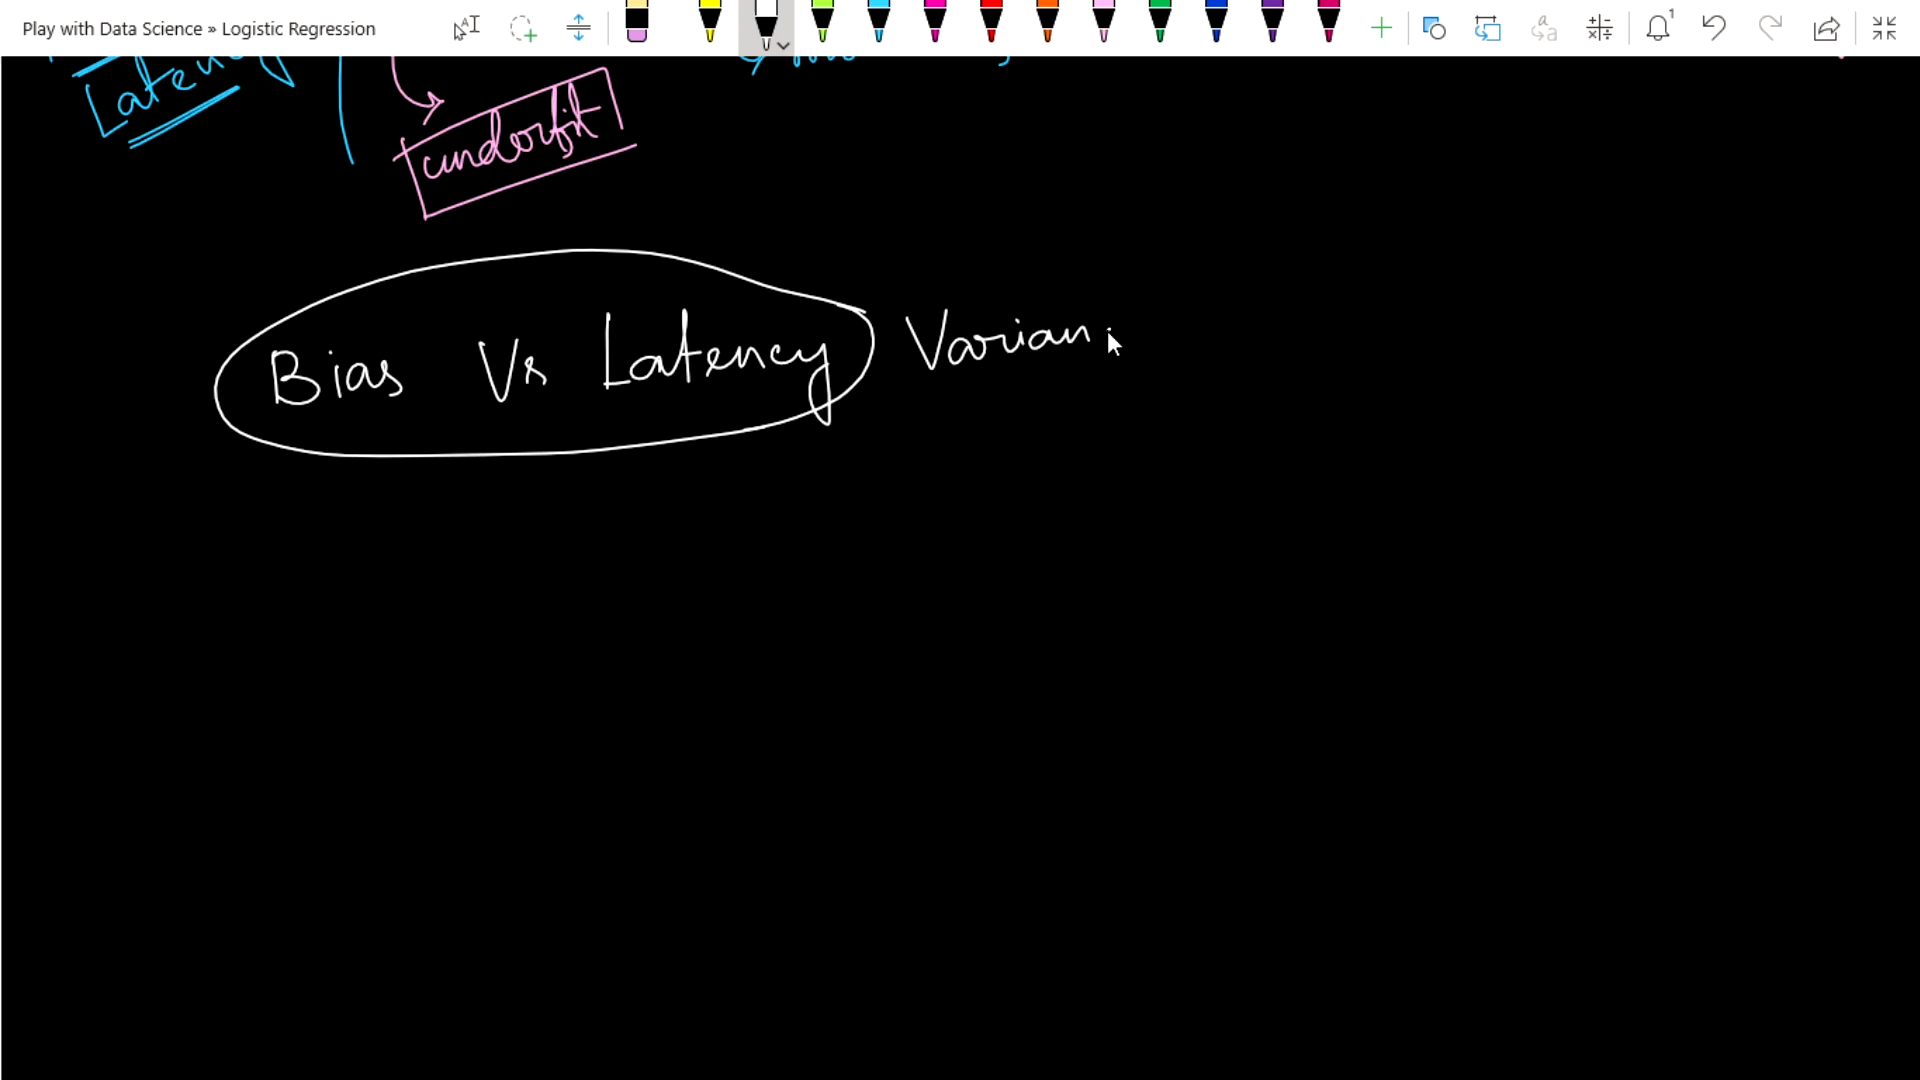 Play with Data Science » Logistic Regression
Latency
underfit
Bias Vs Latency Varian